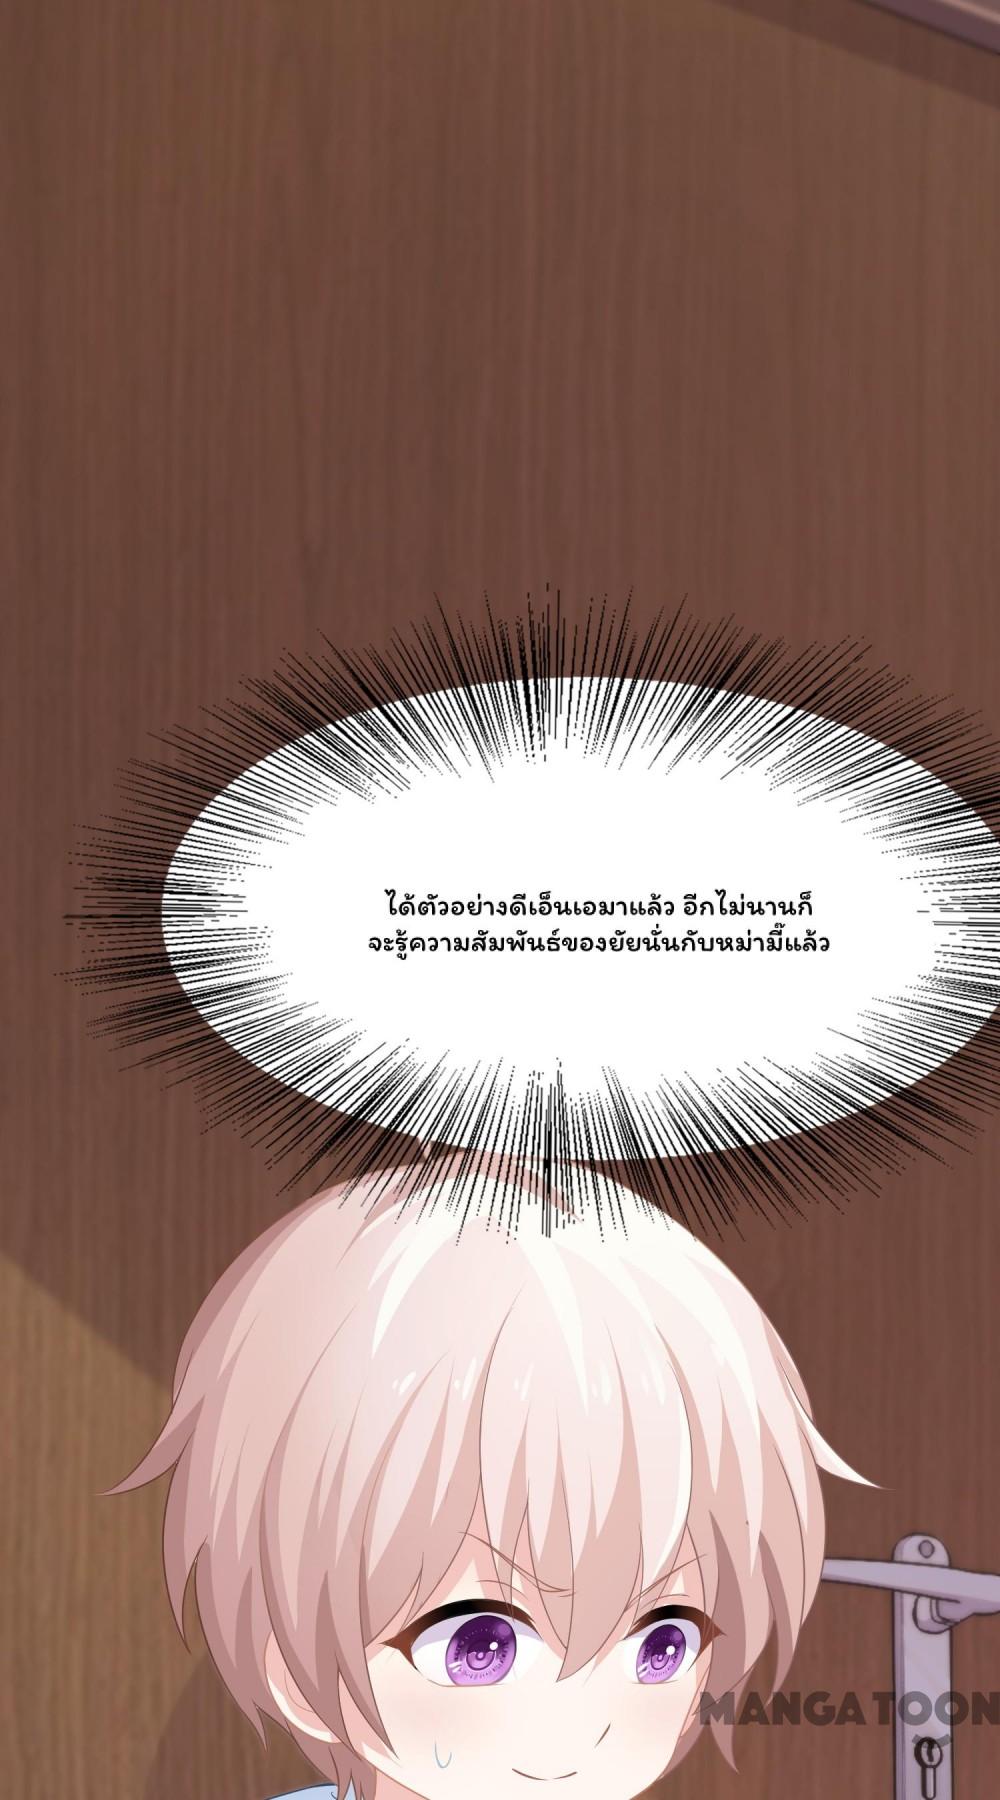 ได้ตัวอย่างดีเอ็นเอมาแล้ว อีกไม่นานก็
จะรู้ความสัมพันธ์ของยัยนั่นกับหม่ามี๊แล้ว
MANGA TOON